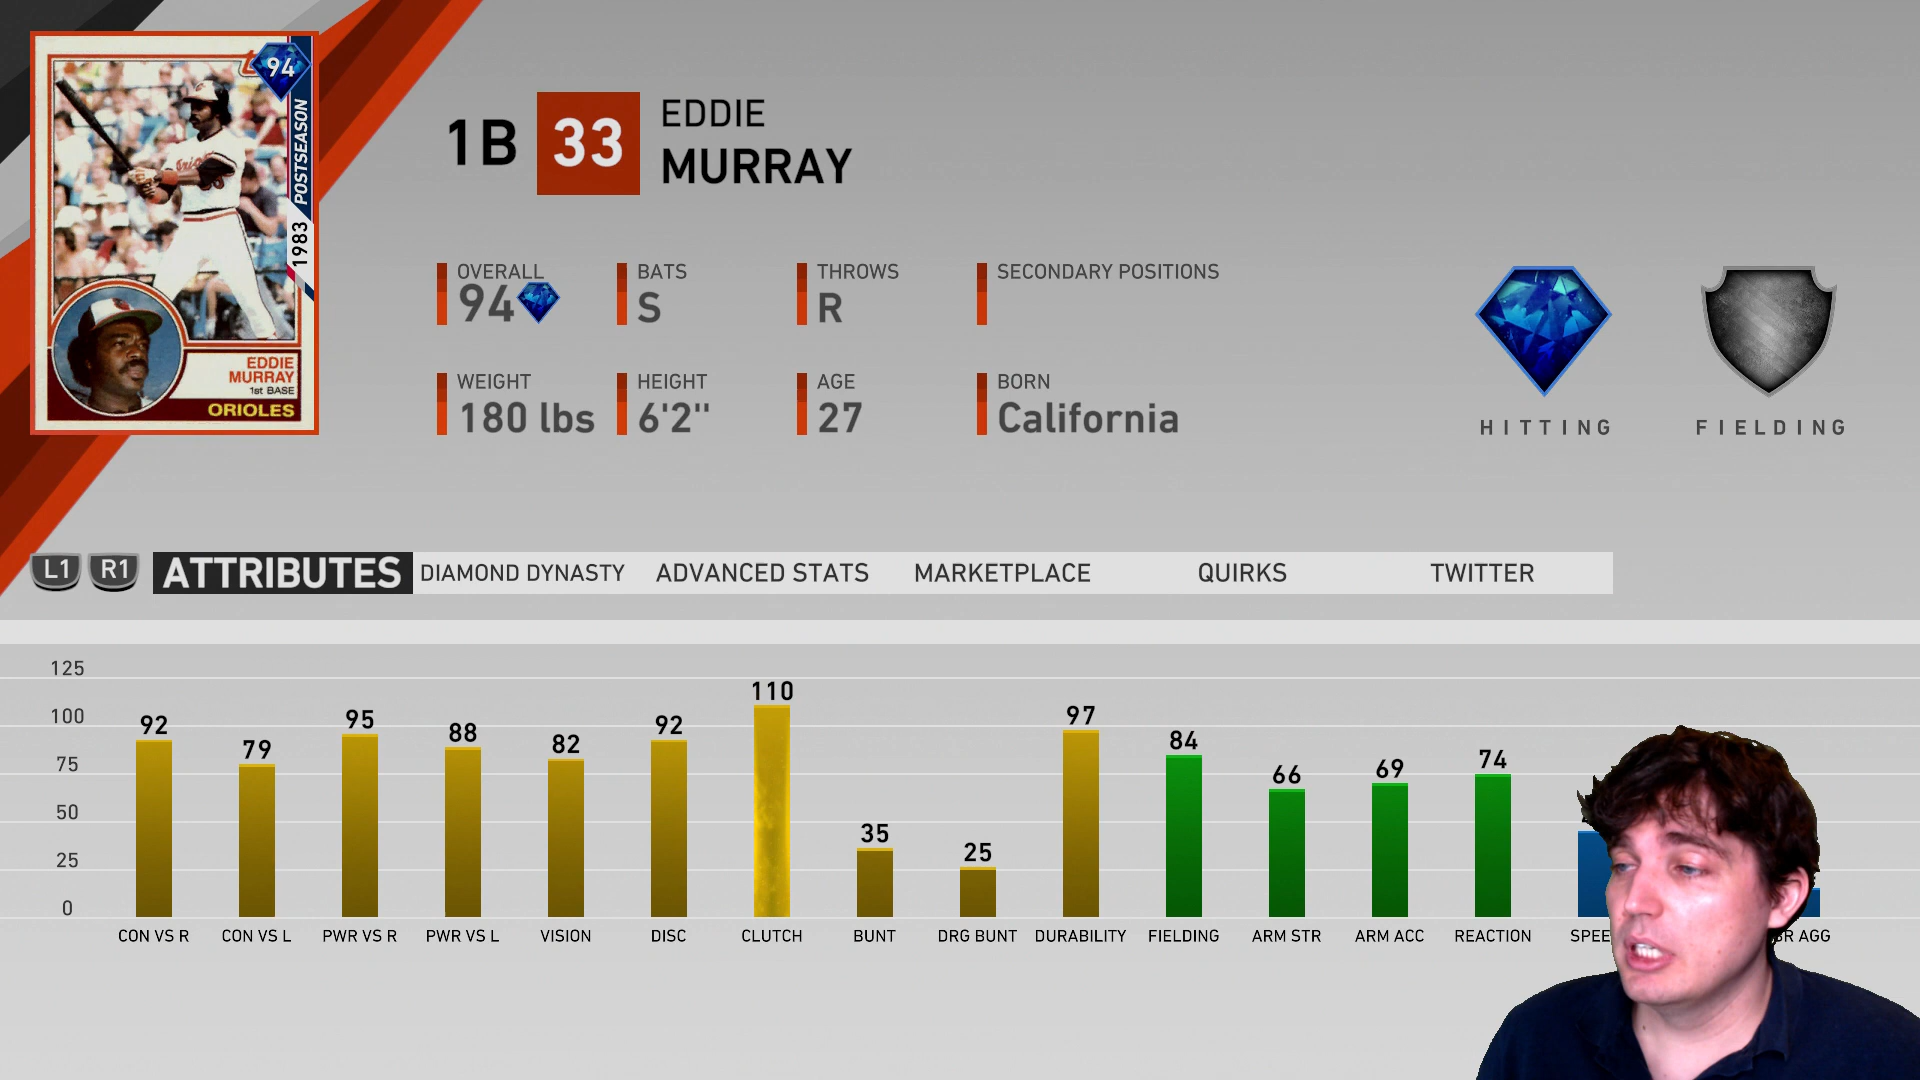 94
POSTSEASON
1983
EDDIE
MURRAY
1st BASE
ORIOLES
1B 33 EDDIE
MURRAY
OVERALL BATS THROWS SECONDARY POSITIONS
94 S R
WEIGHT HEIGHT AGE BORN
180 lbs 6'2" 27 California
HITTING FIELDING
L1 R1 ATTRIBUTES DIAMOND DYNASTY ADVANCED STATS MARKETPLACE QUIRKS TWITTER
125
100
75
50
25
0
92 79 95 88 82 92 110 35 25 97 84 66 69 74
CON VS R CON VS L PWR VS R PWR VS L VISION DISC CLUTCH BUNT DRG BUNT DURABILITY FIELDING ARM STR ARM ACC REACTION AGG